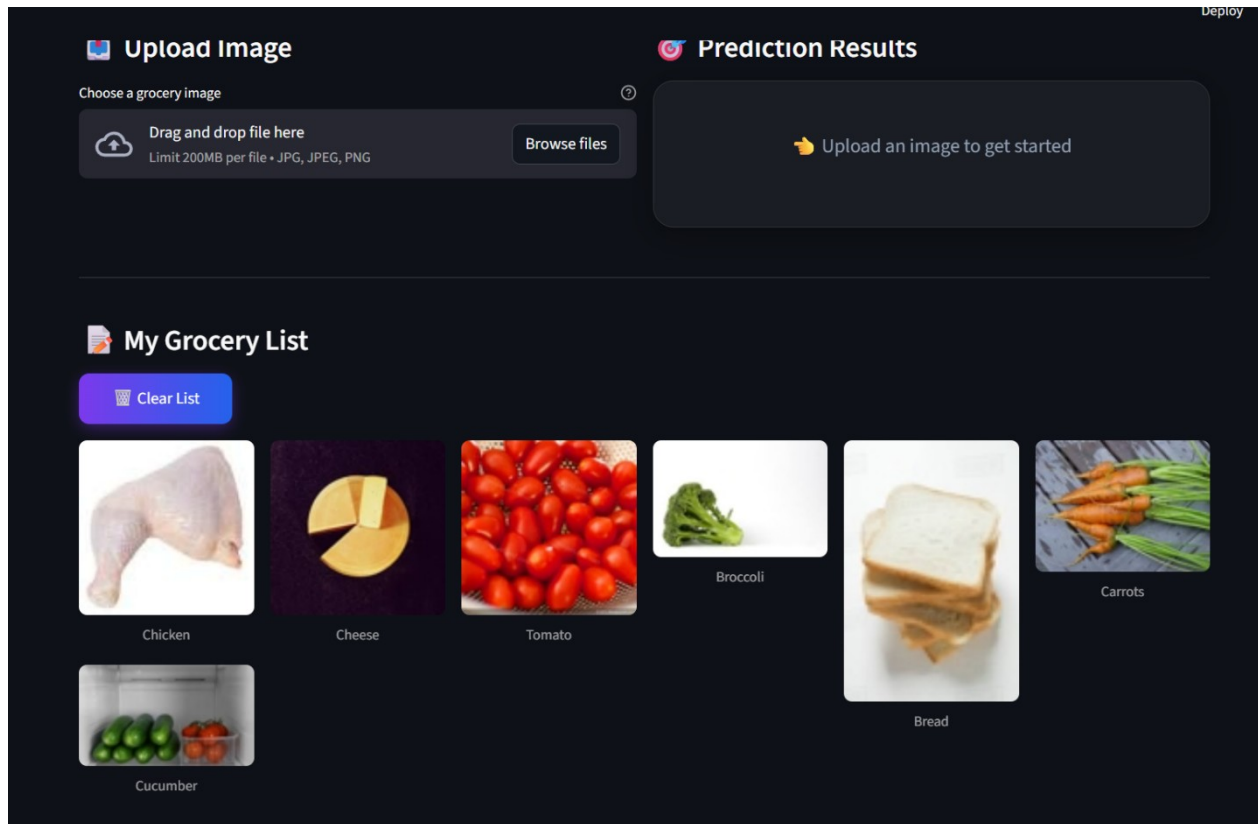 Deploy
Upload Image
Prediction Results
Choose a grocery image
Drag and drop file here
Limit 200MB per file • JPG, JPEG, PNG
Browse files
Upload an image to get started
My Grocery List
Clear List
Chicken
Cheese
Tomato
Broccoli
Bread
Carrots
Cucumber